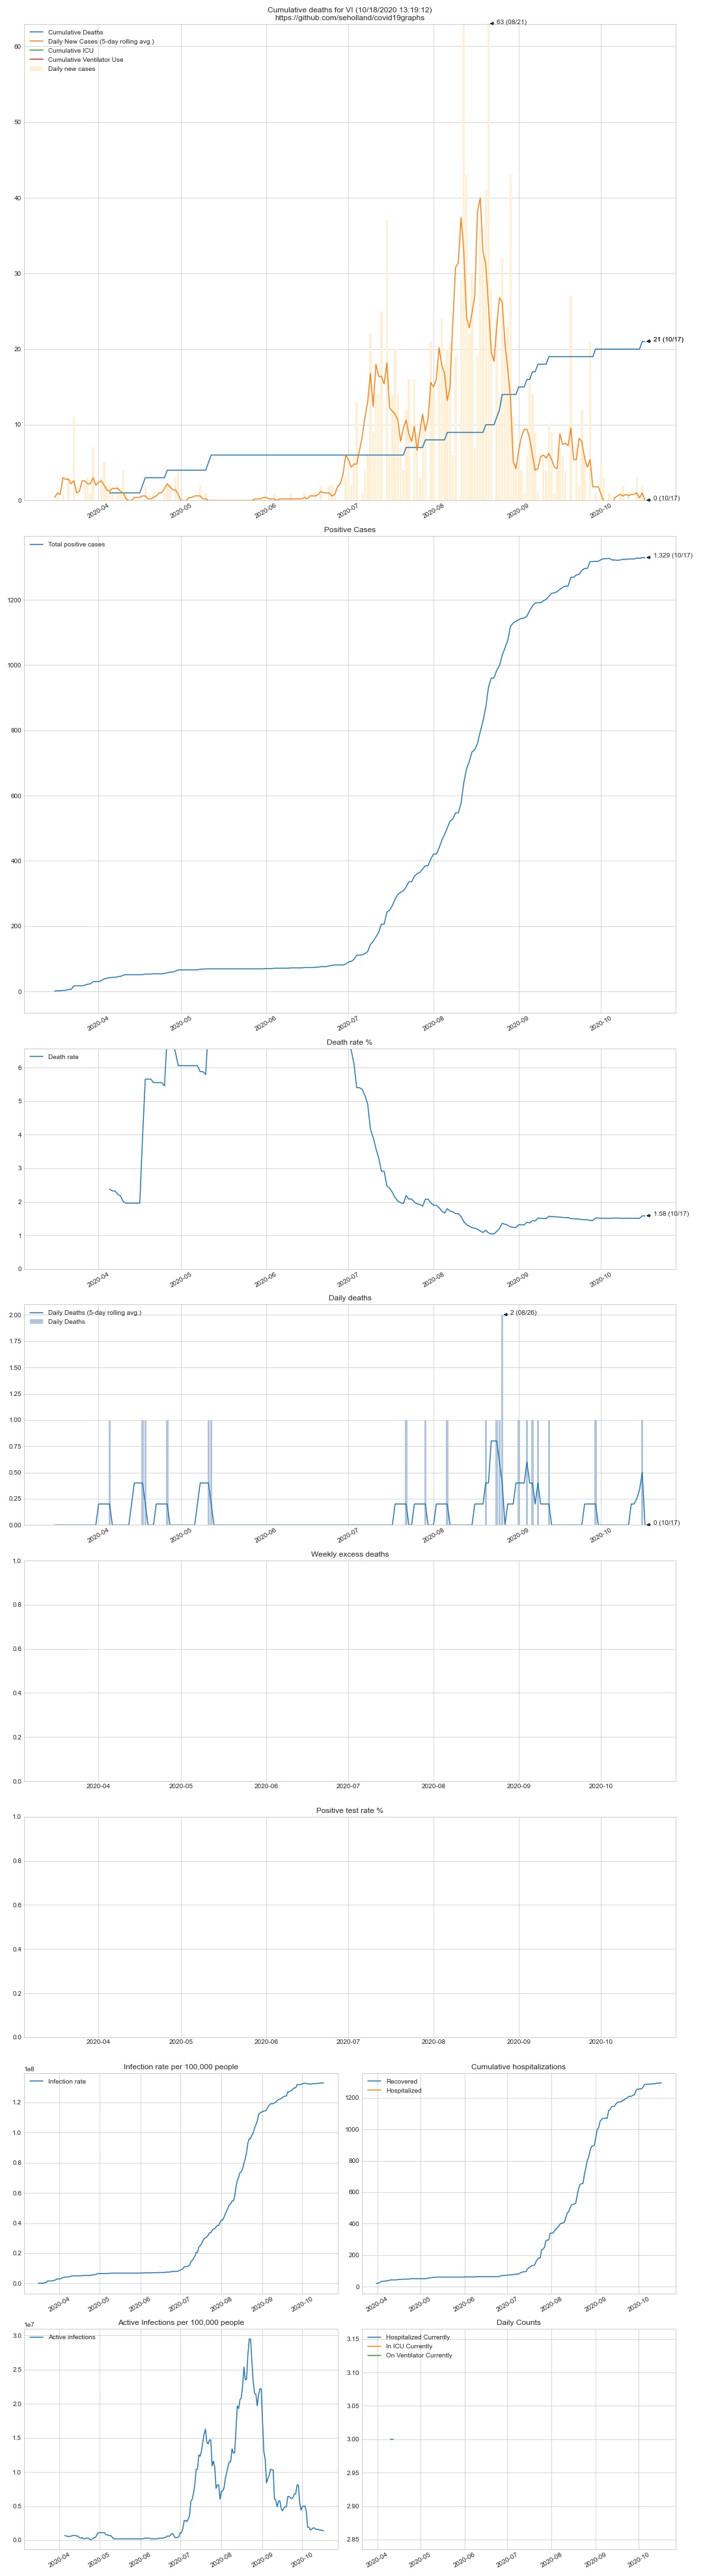 Cumulative deaths for VI (10/18/2020 13:19:12)
https://github.com/seholland/covid19graphs
63 (08/21)
Cumulative Deaths
Daily New Cases (5-day rolling avg.)
Cumulative ICU
Cumulative Ventilator Use
Daily new cases
60
50
40
30
20
10
0
21 (10/17)
0 (10/17)
2020-04 2020-05 2020-06 2020-07 2020-08 2020-09 2020-10
Positive Cases
Total positive cases
1,329 (10/17)
1200
1000
800
600
400
200
0
2020-04 2020-05 2020-06 2020-07 2020-08 2020-09 2020-10
Death rate %
Death rate
6
5
4
3
2
1
0
1.58 (10/17)
2020-04 2020-05 2020-06 2020-07 2020-08 2020-09 2020-10
Daily deaths
Daily Deaths (5-day rolling avg.)
Daily Deaths
2 (08/26)
2.00
1.75
1.50
1.25
1.00
0.75
0.50
0.25
0.00
0 (10/17)
2020-04 2020-05 2020-06 2020-07 2020-08 2020-09 2020-10
Weekly excess deaths
1.0
0.8
0.6
0.4
0.2
0.0
2020-04 2020-05 2020-06 2020-07 2020-08 2020-09 2020-10
Positive test rate %
1.0
0.8
0.6
0.4
0.2
0.0
2020-04 2020-05 2020-06 2020-07 2020-08 2020-09 2020-10
Infection rate per 100,000 people
1e8
Infection rate
1.2
1.0
0.8
0.6
0.4
0.2
0.0
2020-04 2020-05 2020-06 2020-07 2020-08 2020-09 2020-10
Cumulative hospitalizations
Recovered
Hospitalized
1200
1000
800
600
400
200
0
2020-04 2020-05 2020-06 2020-07 2020-08 2020-09 2020-10
Active Infections per 100,000 people
1e7
Active infections
3.0
2.5
2.0
1.5
1.0
0.5
0.0
2020-04 2020-05 2020-06 2020-07 2020-08 2020-09 2020-10
Daily Counts
Hospitalized Currently
In ICU Currently
On Ventilator Currently
3.15
3.10
3.05
3.00
2.95
2.90
2.85
2020-04 2020-05 2020-06 2020-07 2020-08 2020-09 2020-10